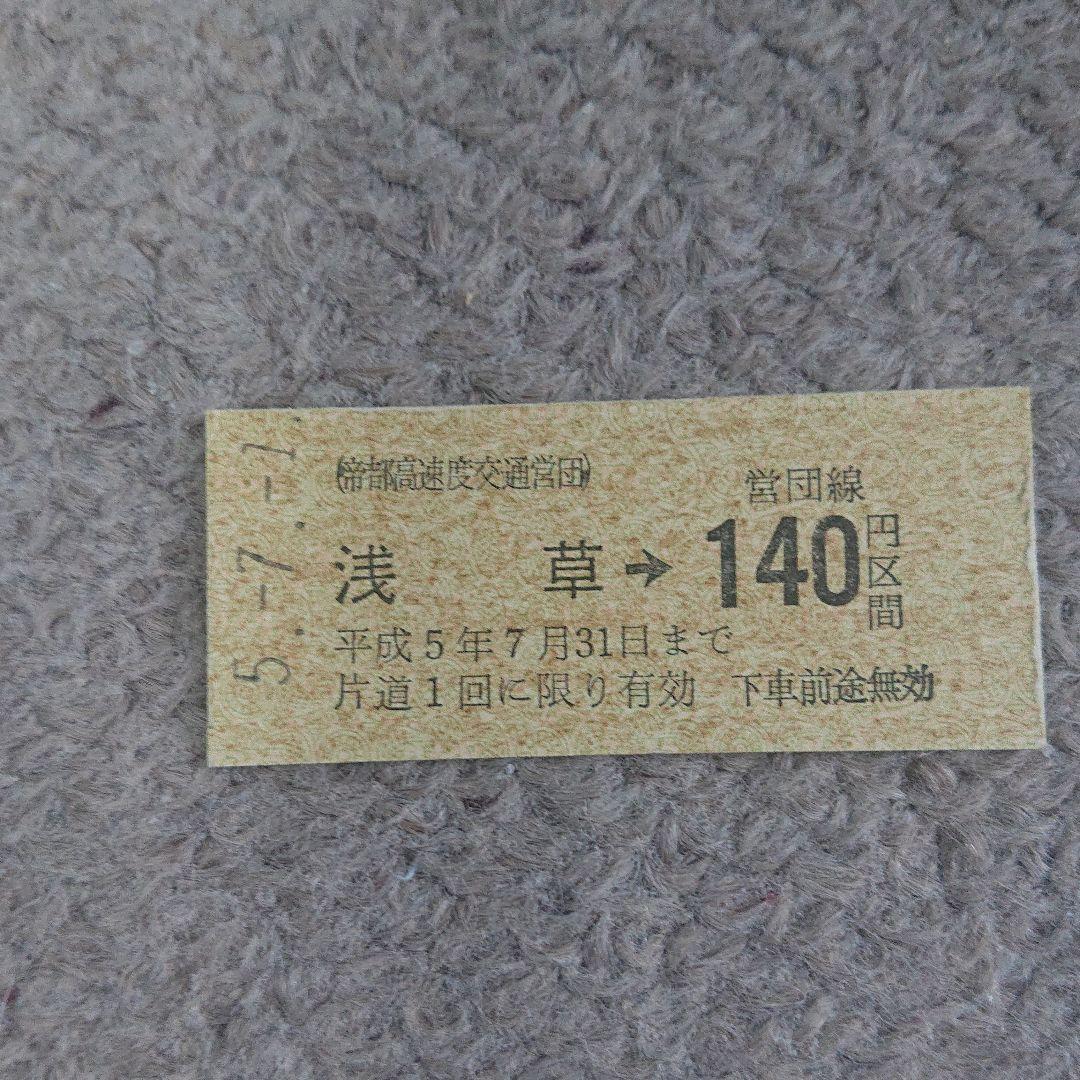 5.-7.-1.
(帝都高速度交通営団)
営団線
浅草→140円区間
平成5年7月31日まで
片道1回に限り有効 下車前途無効